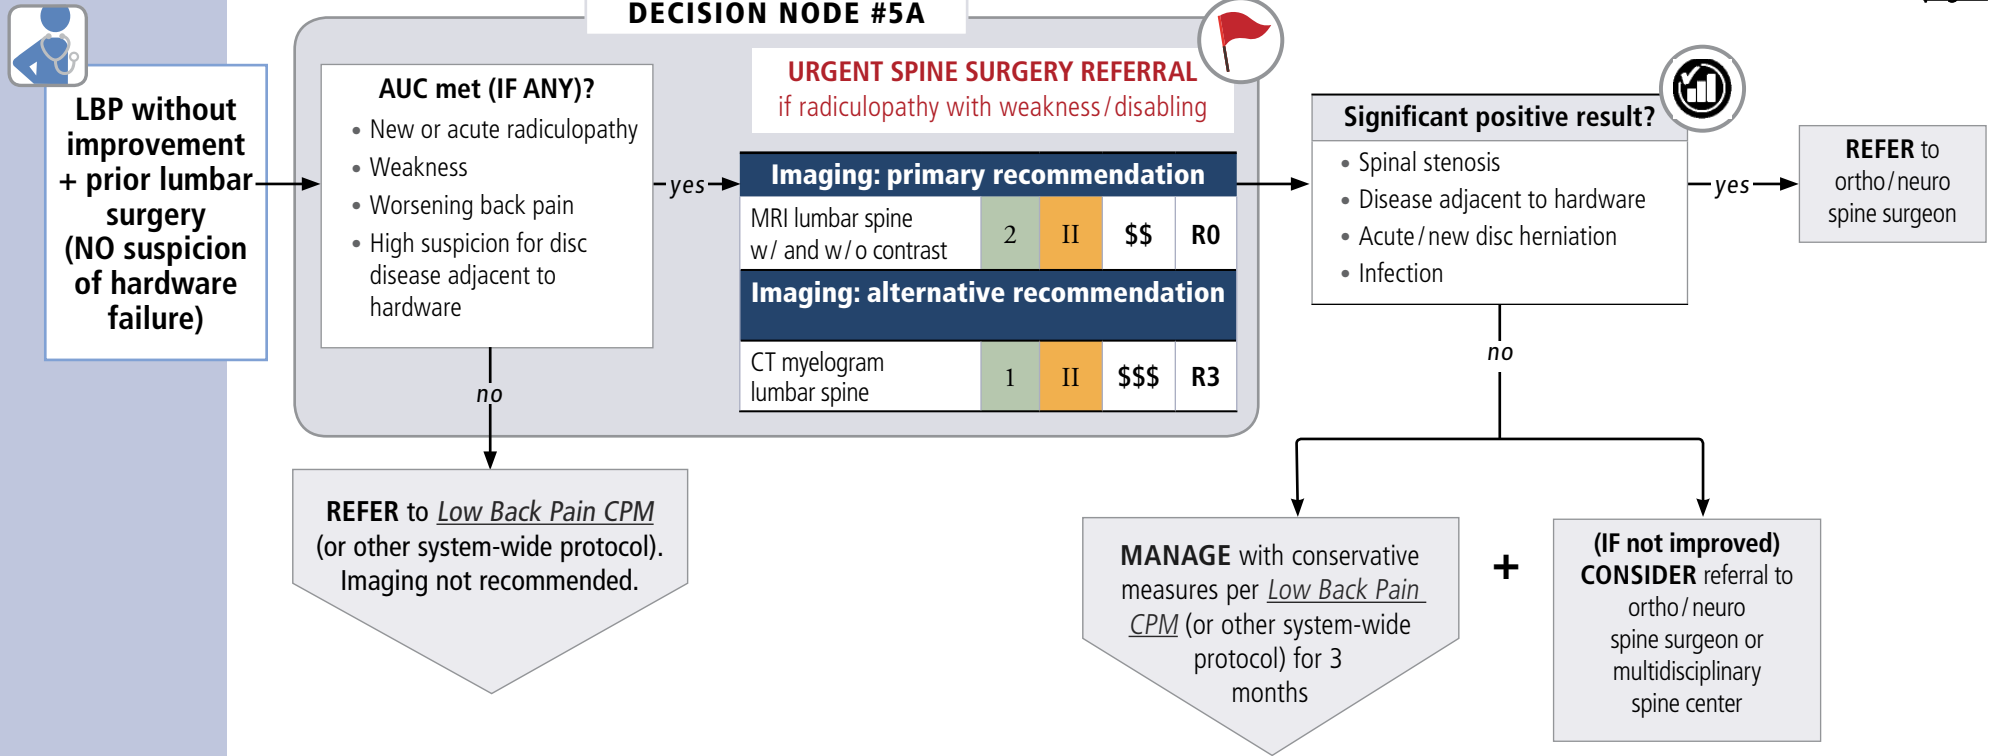 DECISION NODE #5A
LBP without
improvement
+ prior lumbar
surgery
(NO suspicion
of hardware
failure)
AUC met (IF ANY)?
• New or acute radiculopathy
• Weakness
• Worsening back pain
• High suspicion for disc
disease adjacent to
hardware
yes
no
REFER to Low Back Pain CPM
(or other system-wide protocol).
Imaging not recommended.
URGENT SPINE SURGERY REFERRAL
if radiculopathy with weakness/disabling
Imaging: primary recommendation
MRI lumbar spine
w/ and w/o contrast 2 II $$ R0
Imaging: alternative recommendation
CT myelogram
lumbar spine 1 II $$$ R3
Significant positive result?
• Spinal stenosis
• Disease adjacent to hardware
• Acute/new disc herniation
• Infection
yes
REFER to
ortho/neuro
spine surgeon
no
MANAGE with conservative
measures per Low Back Pain
CPM (or other system-wide
protocol) for 3
months
+
(IF not improved)
CONSIDER referral to
ortho/neuro
spine surgeon or
multidisciplinary
spine center